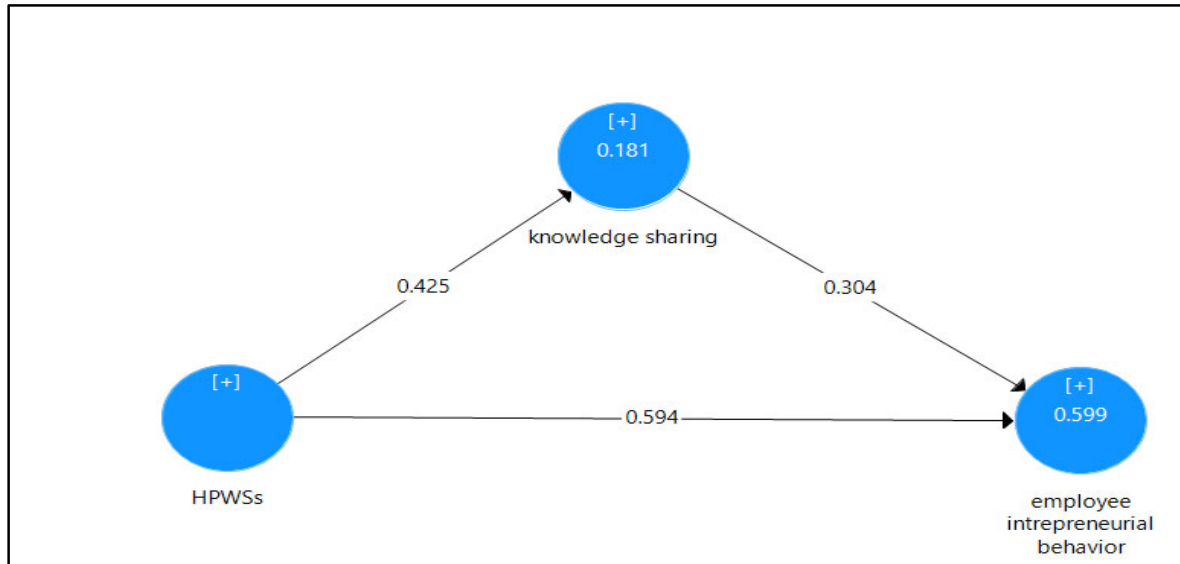 [+]
0.181
knowledge sharing
0.425
0.304
[+]
HPWSs
0.594
[+]
0.599
employee
intrepreneurial
behavior